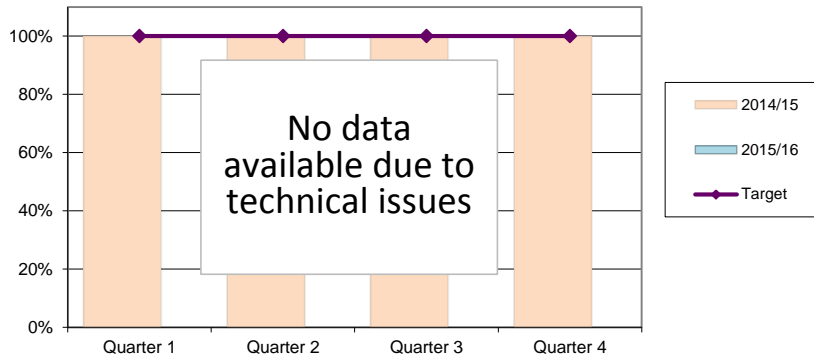 100%
80%
60%
40%
20%
0%
No data
available due to
technical issues
Quarter 1
Quarter 2
Quarter 3
Quarter 4
2014/15
2015/16
Target